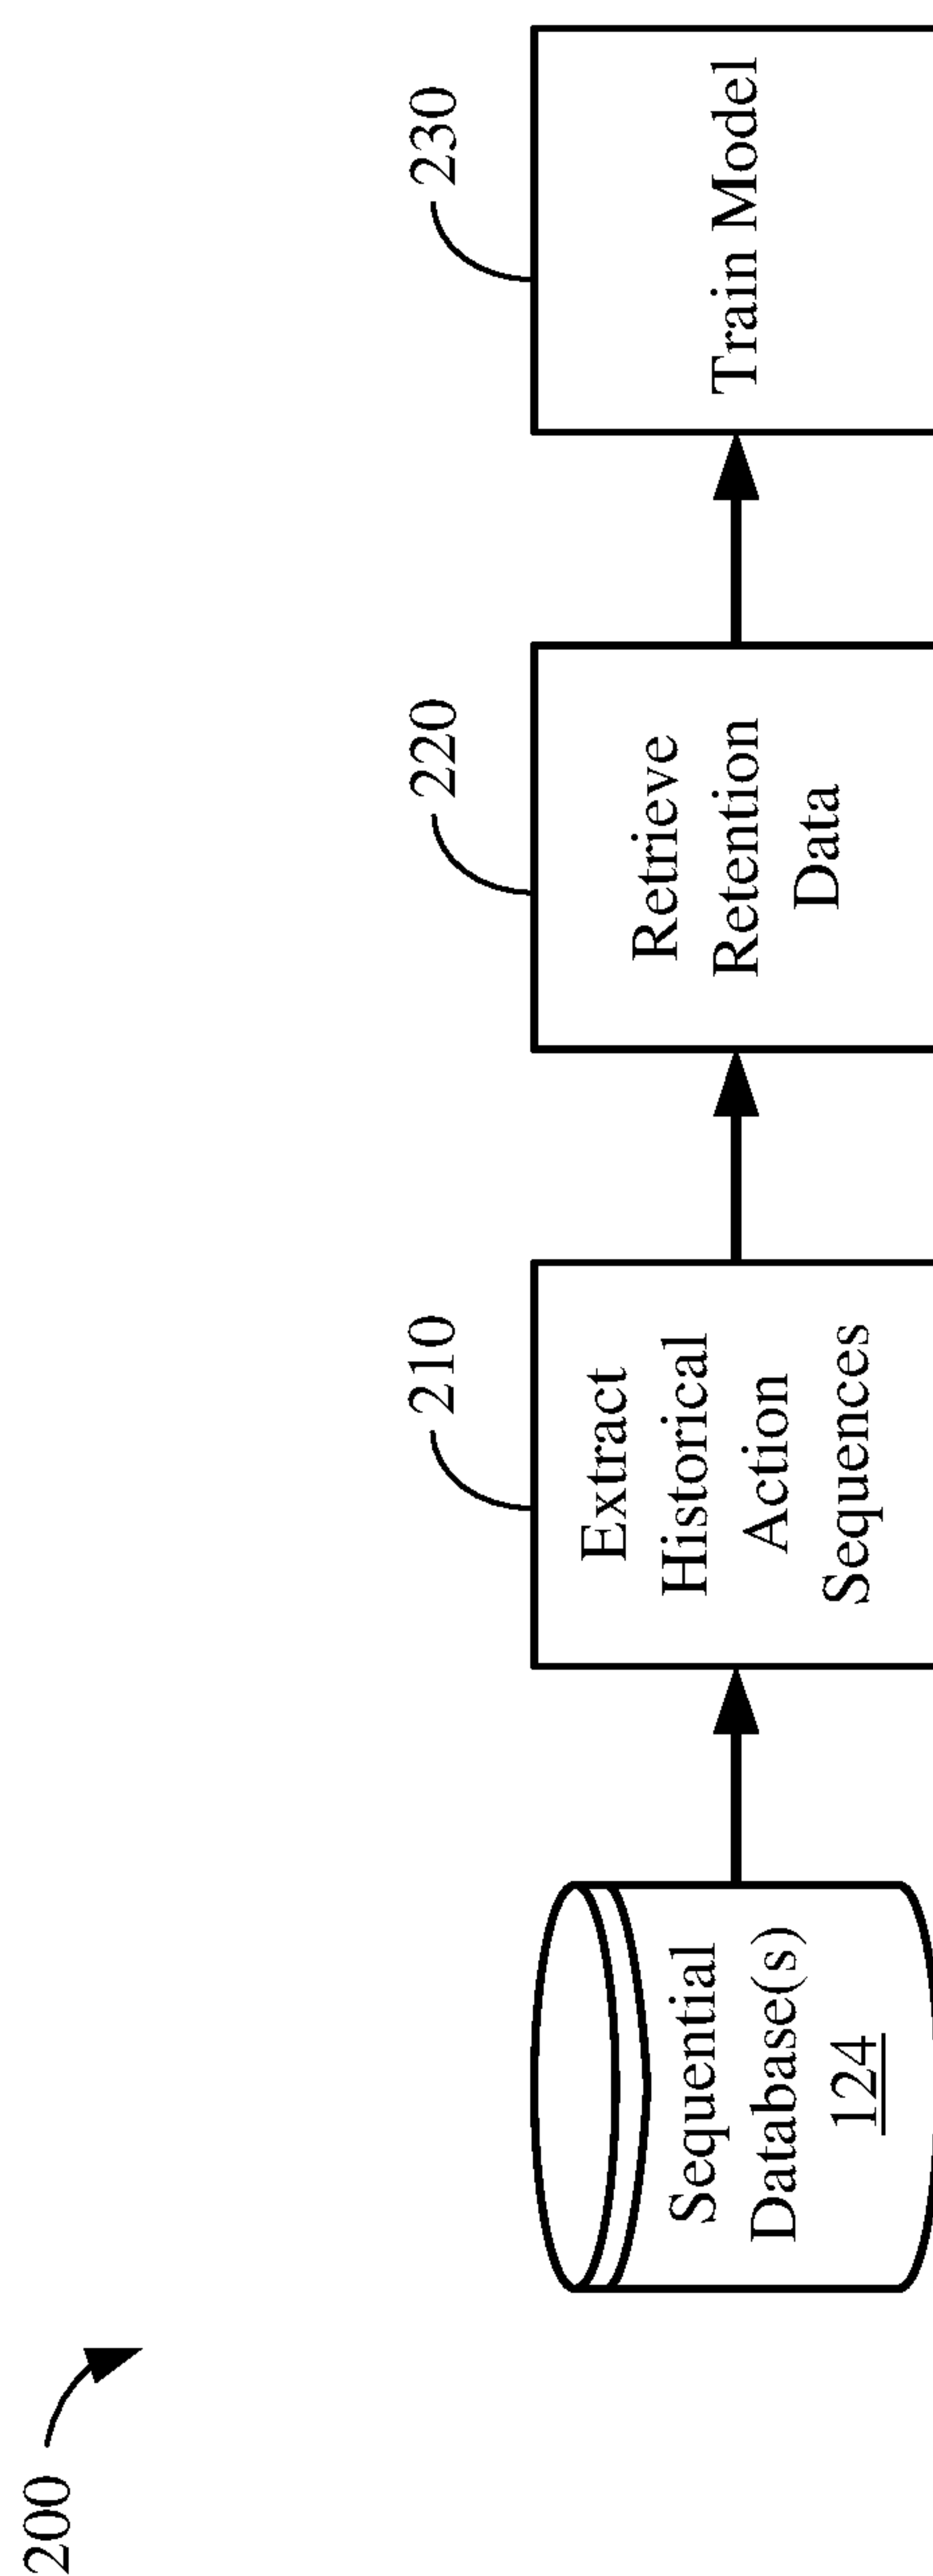 200
210
220
230
Sequential
Database(s)
124
Extract
Historical
Action
Sequences
Retrieve
Retention
Data
Train Model